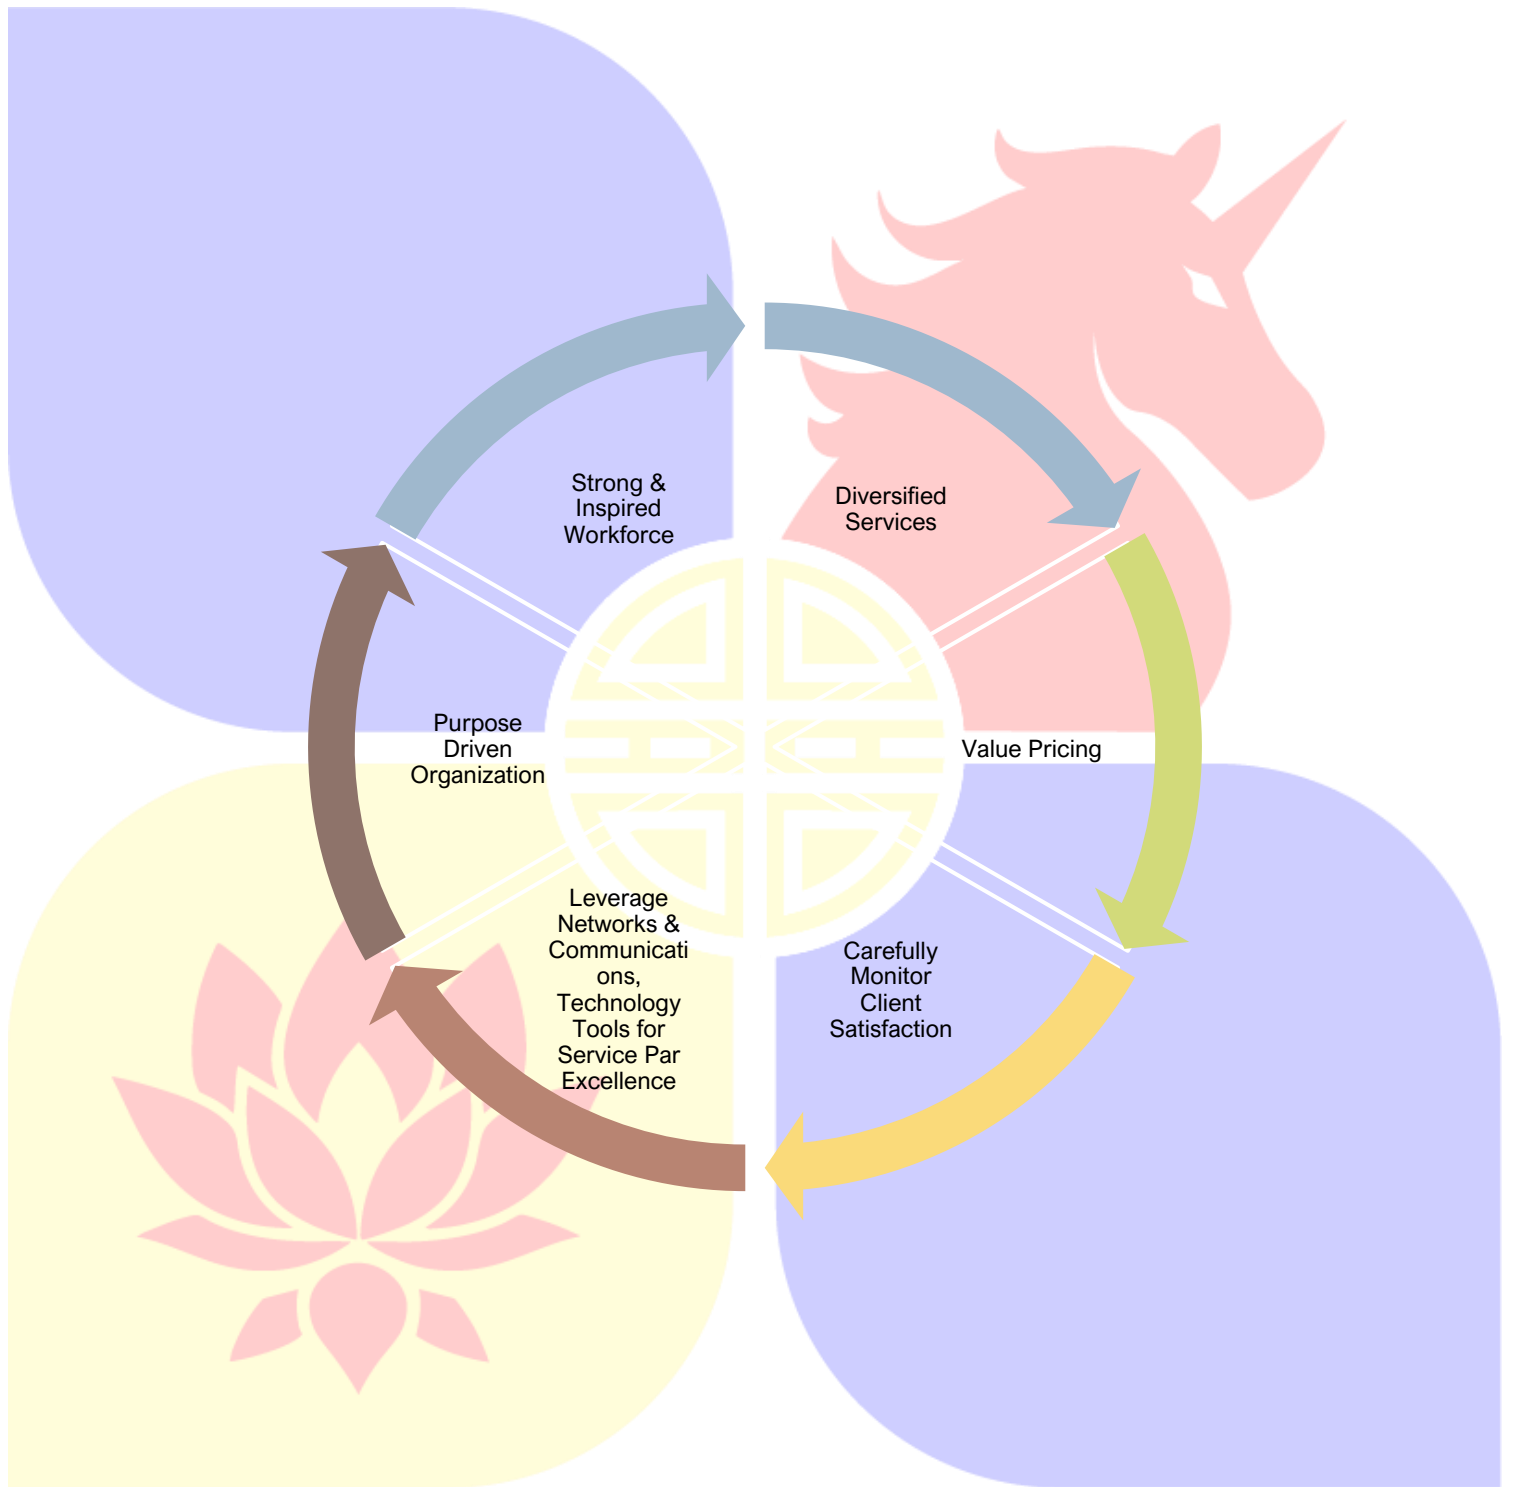 Strong &
Inspired
Workforce
Diversified
Services
Purpose
Driven
Organization
Value Pricing
Leverage
Networks &
Communicati
ons,
Technology
Tools for
Service Par
Excellence
Carefully
Monitor
Client
Satisfaction